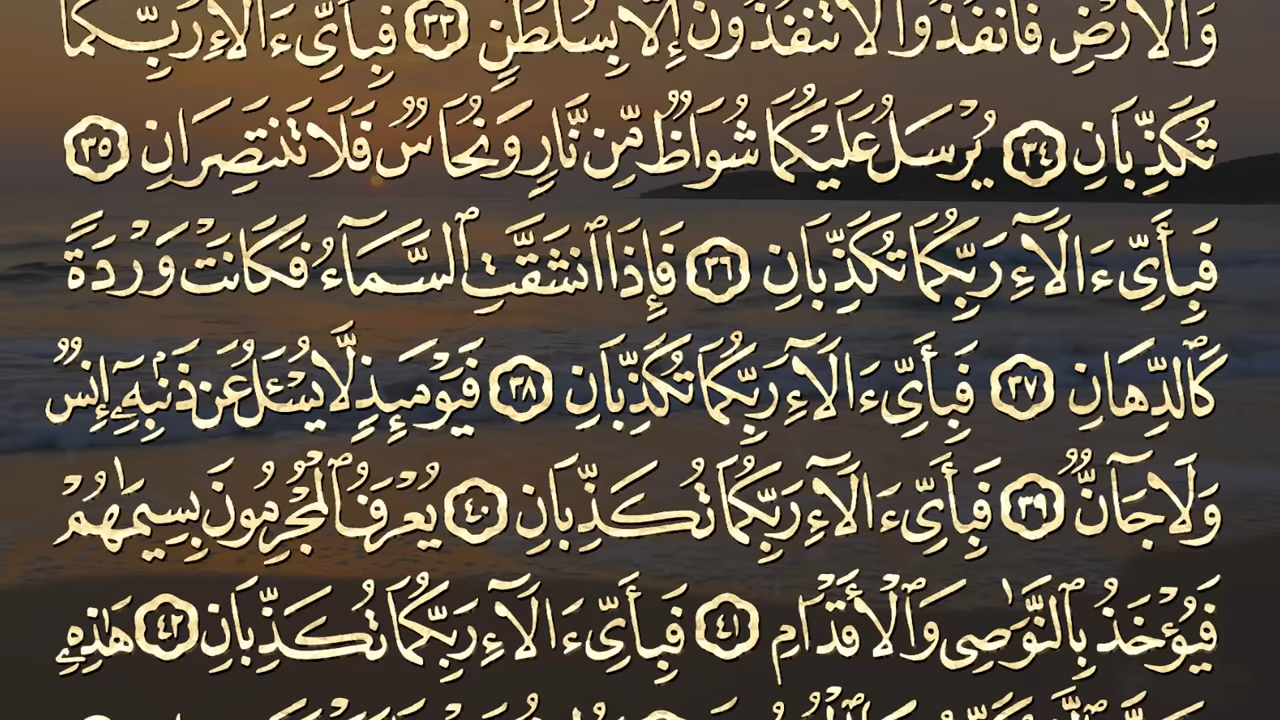 وَٱلْأَرْضِ فَٱنفُذُوا۟ لَا تَنفُذُونَ إِلَّا بِسُلْطَٰنٍ ٣٣ فَبِأَىِّ ءَالَآءِ رَبِّكُمَا
تُكَذِّبَانِ ٣٤ يُرْسَلُ عَلَيْكُمَا شُوَاظٌ مِّن نَّارٍ وَنُحَاسٌ فَلَا تَنتَصِرَانِ ٣٥
فَبِأَىِّ ءَالَآءِ رَبِّكُمَا تُكَذِّبَانِ ٣٦ فَإِذَا ٱنشَقَّتِ ٱلسَّمَآءُ فَكَانَتْ وَرْدَةً
كَٱلدِّهَانِ ٣٧ فَبِأَىِّ ءَالَآءِ رَبِّكُمَا تُكَذِّبَانِ ٣٨ فَيَوْمَئِذٍ لَّا يُسْـَٔلُ عَن ذَنۢبِهِۦٓ إِنسٌ
وَلَا جَآنٌّ ٣٩ فَبِأَىِّ ءَالَآءِ رَبِّكُمَا تُكَذِّبَانِ ٤٠ يُعْرَفُ ٱلْمُجْرِمُونَ بِسِيمَٰهُمْ
فَيُؤْخَذُ بِٱلنَّوَٰصِى وَٱلْأَقْدَامِ ٤١ فَبِأَىِّ ءَالَآءِ رَبِّكُمَا تُكَذِّبَانِ ٤٢ هَٰذِهِۦ